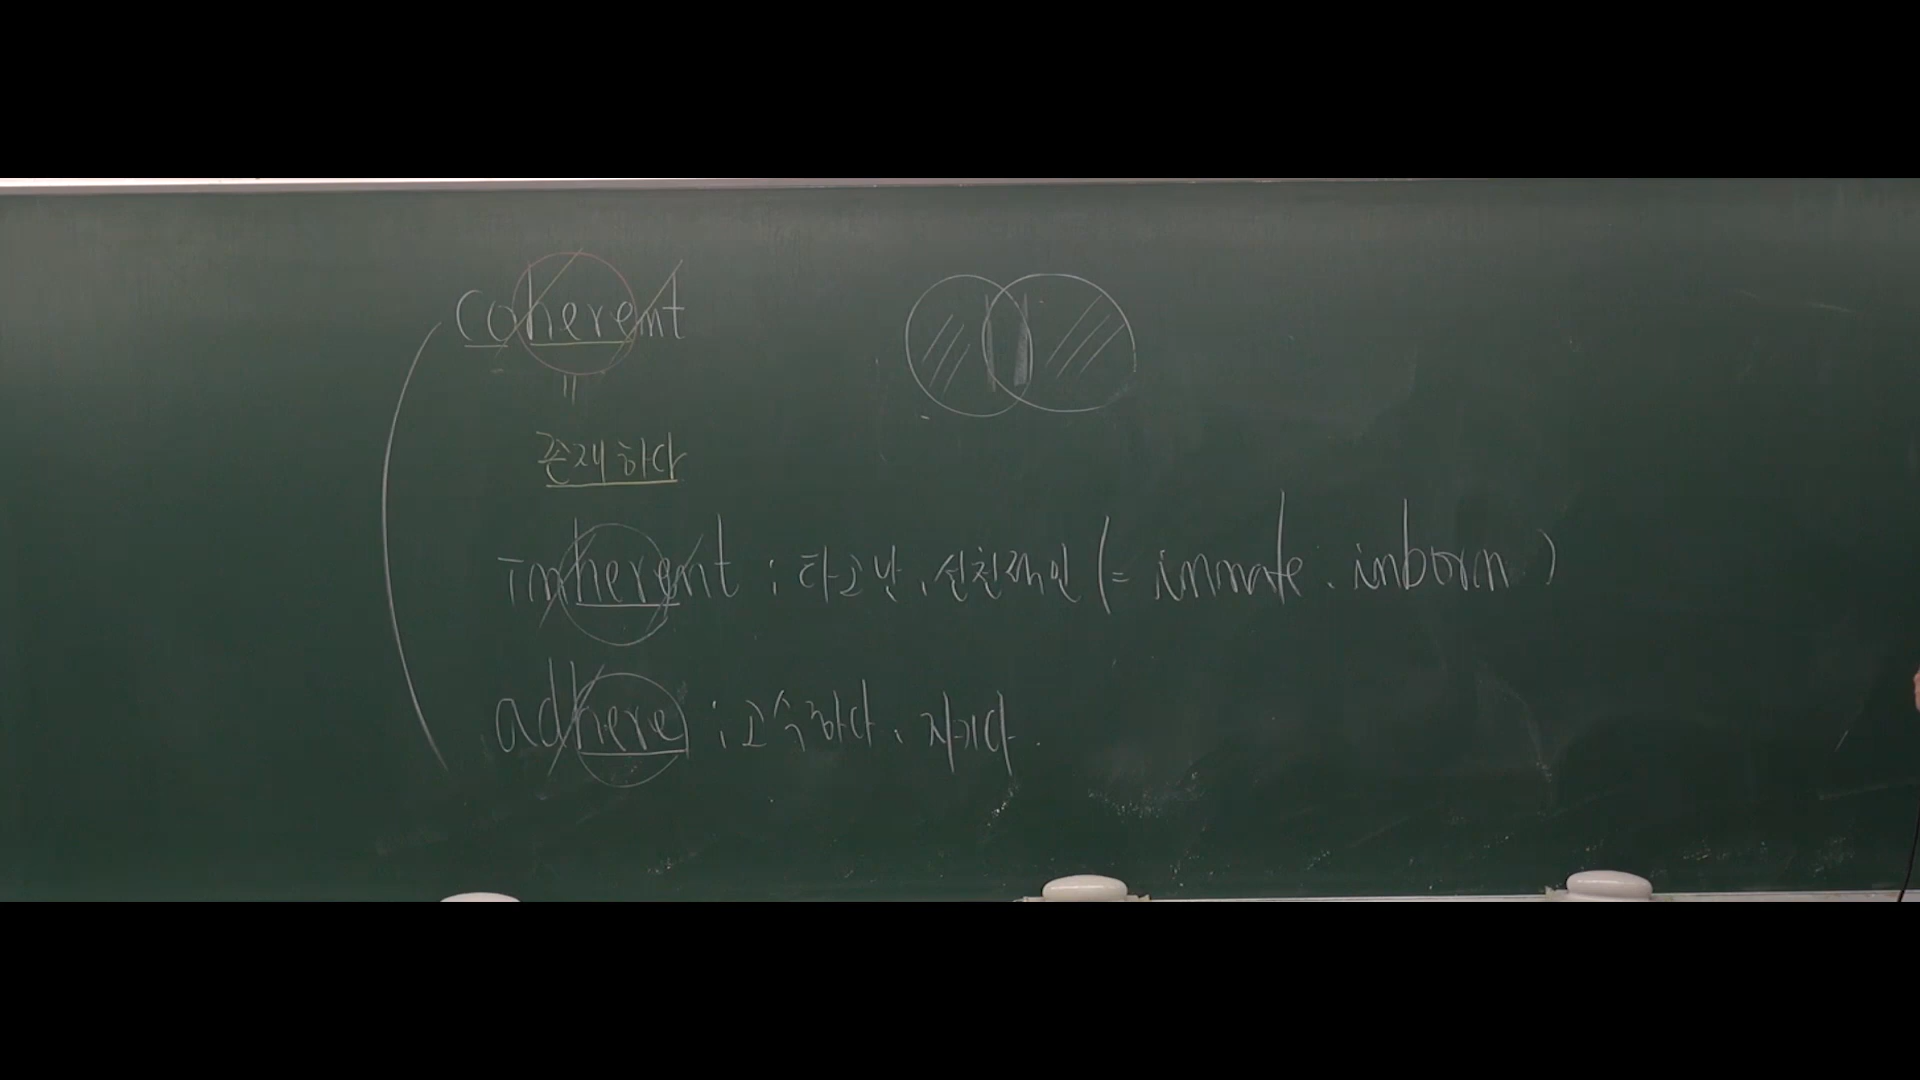 coherent
=
존재하다
inherent : 타고난, 선천적인 (= innate, inborn)
adhere : 고수하다, 지키다.